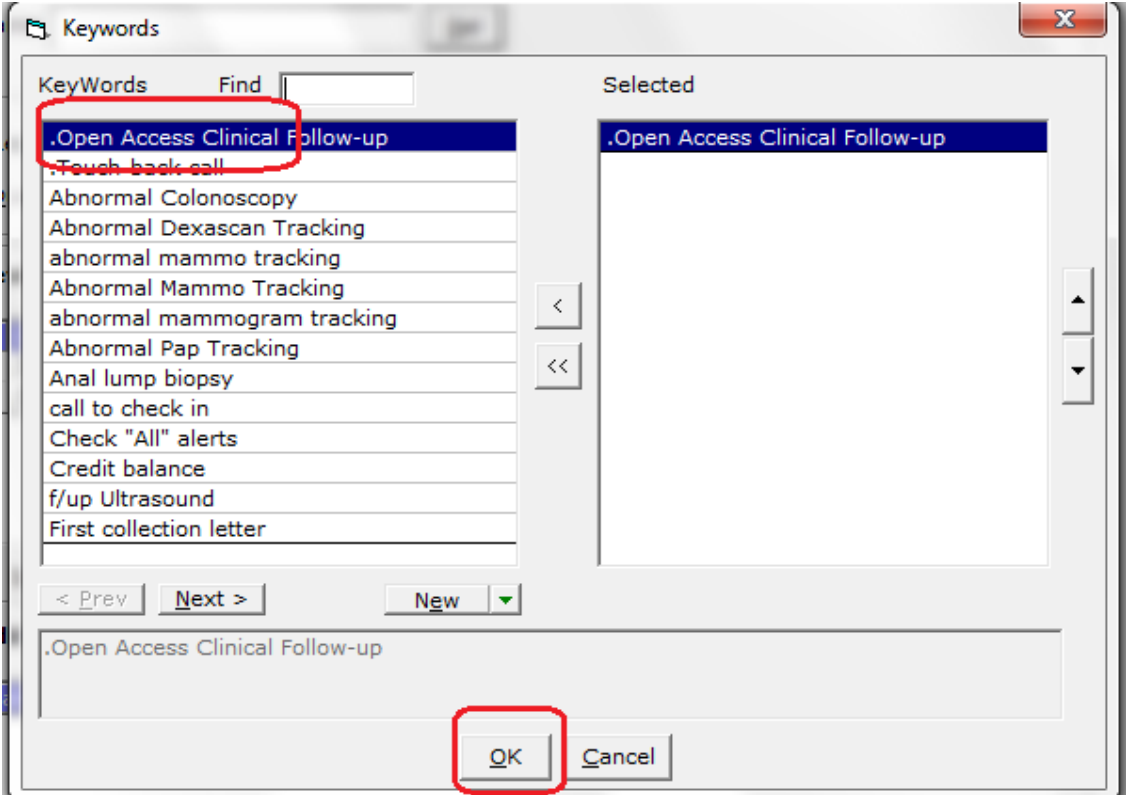 Keywords
KeyWords Find Selected
.Open Access Clinical Follow-up
.Touch-back call
Abnormal Colonoscopy
Abnormal Dexascan Tracking
abnormal mammo tracking
Abnormal Mammo Tracking
abnormal mammogram tracking
Abnormal Pap Tracking
Anal lump biopsy
call to check in
Check "All" alerts
Credit balance
f/up Ultrasound
First collection letter
.Open Access Clinical Follow-up
<
<<
< Prev Next > New
.Open Access Clinical Follow-up
OK Cancel